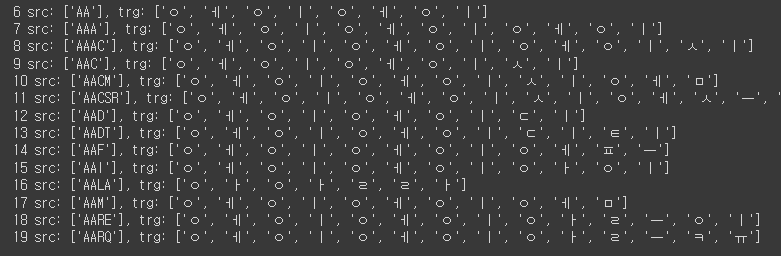 6 src: ['AA'], trg: ['ㅇ', 'ㅔ', 'ㅇ', 'ㅣ', 'ㅇ', 'ㅔ', 'ㅇ', 'ㅣ']
7 src: ['AAA'], trg: ['ㅇ', 'ㅔ', 'ㅇ', 'ㅣ', 'ㅇ', 'ㅔ', 'ㅇ', 'ㅣ', 'ㅇ', 'ㅔ', 'ㅇ', 'ㅣ']
8 src: ['AAAC'], trg: ['ㅇ', 'ㅔ', 'ㅇ', 'ㅣ', 'ㅇ', 'ㅔ', 'ㅇ', 'ㅣ', 'ㅇ', 'ㅔ', 'ㅇ', 'ㅣ', 'ㅅ', 'ㅣ']
9 src: ['AAC'], trg: ['ㅇ', 'ㅔ', 'ㅇ', 'ㅣ', 'ㅇ', 'ㅔ', 'ㅇ', 'ㅣ', 'ㅅ', 'ㅣ']
10 src: ['AACM'], trg: ['ㅇ', 'ㅔ', 'ㅇ', 'ㅣ', 'ㅇ', 'ㅔ', 'ㅇ', 'ㅣ', 'ㅅ', 'ㅣ', 'ㅇ', 'ㅔ', 'ㅁ']
11 src: ['AACSR'], trg: ['ㅇ', 'ㅔ', 'ㅇ', 'ㅣ', 'ㅇ', 'ㅔ', 'ㅇ', 'ㅣ', 'ㅅ', 'ㅣ', 'ㅇ', 'ㅔ', 'ㅅ', 'ㅡ', '
12 src: ['AAD'], trg: ['ㅇ', 'ㅔ', 'ㅇ', 'ㅣ', 'ㅇ', 'ㅔ', 'ㅇ', 'ㅣ', 'ㄷ', 'ㅣ']
13 src: ['AADT'], trg: ['ㅇ', 'ㅔ', 'ㅇ', 'ㅣ', 'ㅇ', 'ㅔ', 'ㅇ', 'ㅣ', 'ㄷ', 'ㅣ', 'ㅌ', 'ㅣ']
14 src: ['AAF'], trg: ['ㅇ', 'ㅔ', 'ㅇ', 'ㅣ', 'ㅇ', 'ㅔ', 'ㅇ', 'ㅣ', 'ㅇ', 'ㅔ', 'ㅍ', 'ㅡ']
15 src: ['AAI'], trg: ['ㅇ', 'ㅔ', 'ㅇ', 'ㅣ', 'ㅇ', 'ㅔ', 'ㅇ', 'ㅣ', 'ㅇ', 'ㅏ', 'ㅇ', 'ㅣ']
16 src: ['AALA'], trg: ['ㅇ', 'ㅏ', 'ㅇ', 'ㅏ', 'ㄹ', 'ㄹ', 'ㅏ']
17 src: ['AAM'], trg: ['ㅇ', 'ㅔ', 'ㅇ', 'ㅣ', 'ㅇ', 'ㅔ', 'ㅇ', 'ㅣ', 'ㅇ', 'ㅔ', 'ㅁ']
18 src: ['AARE'], trg: ['ㅇ', 'ㅔ', 'ㅇ', 'ㅣ', 'ㅇ', 'ㅔ', 'ㅇ', 'ㅣ', 'ㅇ', 'ㅏ', 'ㄹ', 'ㅡ', 'ㅇ', 'ㅣ']
19 src: ['AARQ'], trg: ['ㅇ', 'ㅔ', 'ㅇ', 'ㅣ', 'ㅇ', 'ㅔ', 'ㅇ', 'ㅣ', 'ㅇ', 'ㅏ', 'ㄹ', 'ㅡ', 'ㅋ', 'ㅠ']